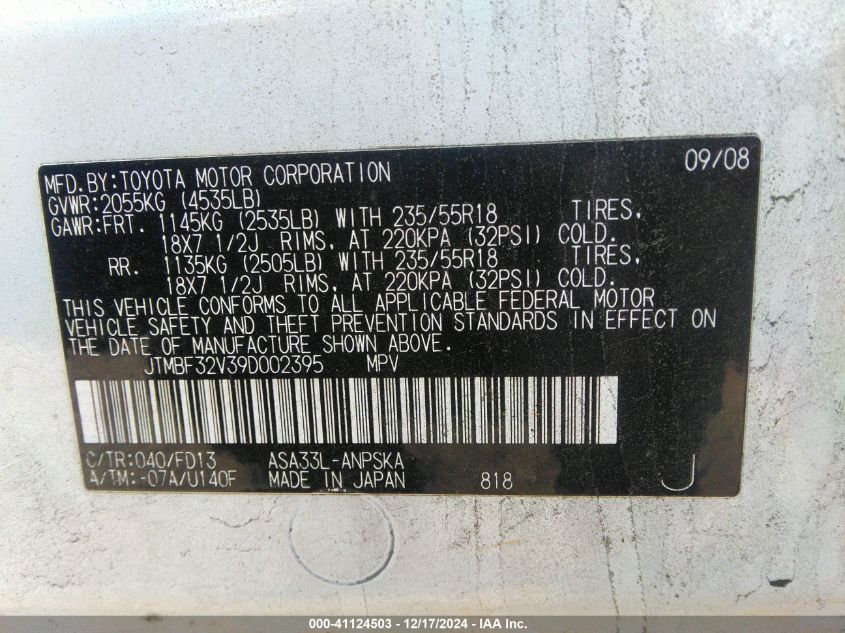 MFD.BY:TOYOTA MOTOR CORPORATION 09/08
GVWR:2055KG (4535LB)
GAWR:FRT. 1145KG (2535LB) WITH 235/55R18 TIRES,
18X7 1/2J RIMS, AT 220KPA (32PSI) COLD.
RR. 1135KG (2505LB) WITH 235/55R18 TIRES,
18X7 1/2J RIMS, AT 220KPA (32PSI) COLD.
THIS VEHICLE CONFORMS TO ALL APPLICABLE FEDERAL MOTOR
VEHICLE SAFETY AND THEFT PREVENTION STANDARDS IN EFFECT ON
THE DATE OF MANUFACTURE SHOWN ABOVE.
JTMBF32V39D002395 MPV
C/TR:040/FD13 ASA33L-ANPSKA
A/TM:-07A/U140F MADE IN JAPAN 818 J
000-41124503 - 12/17/2024 - IAA Inc.